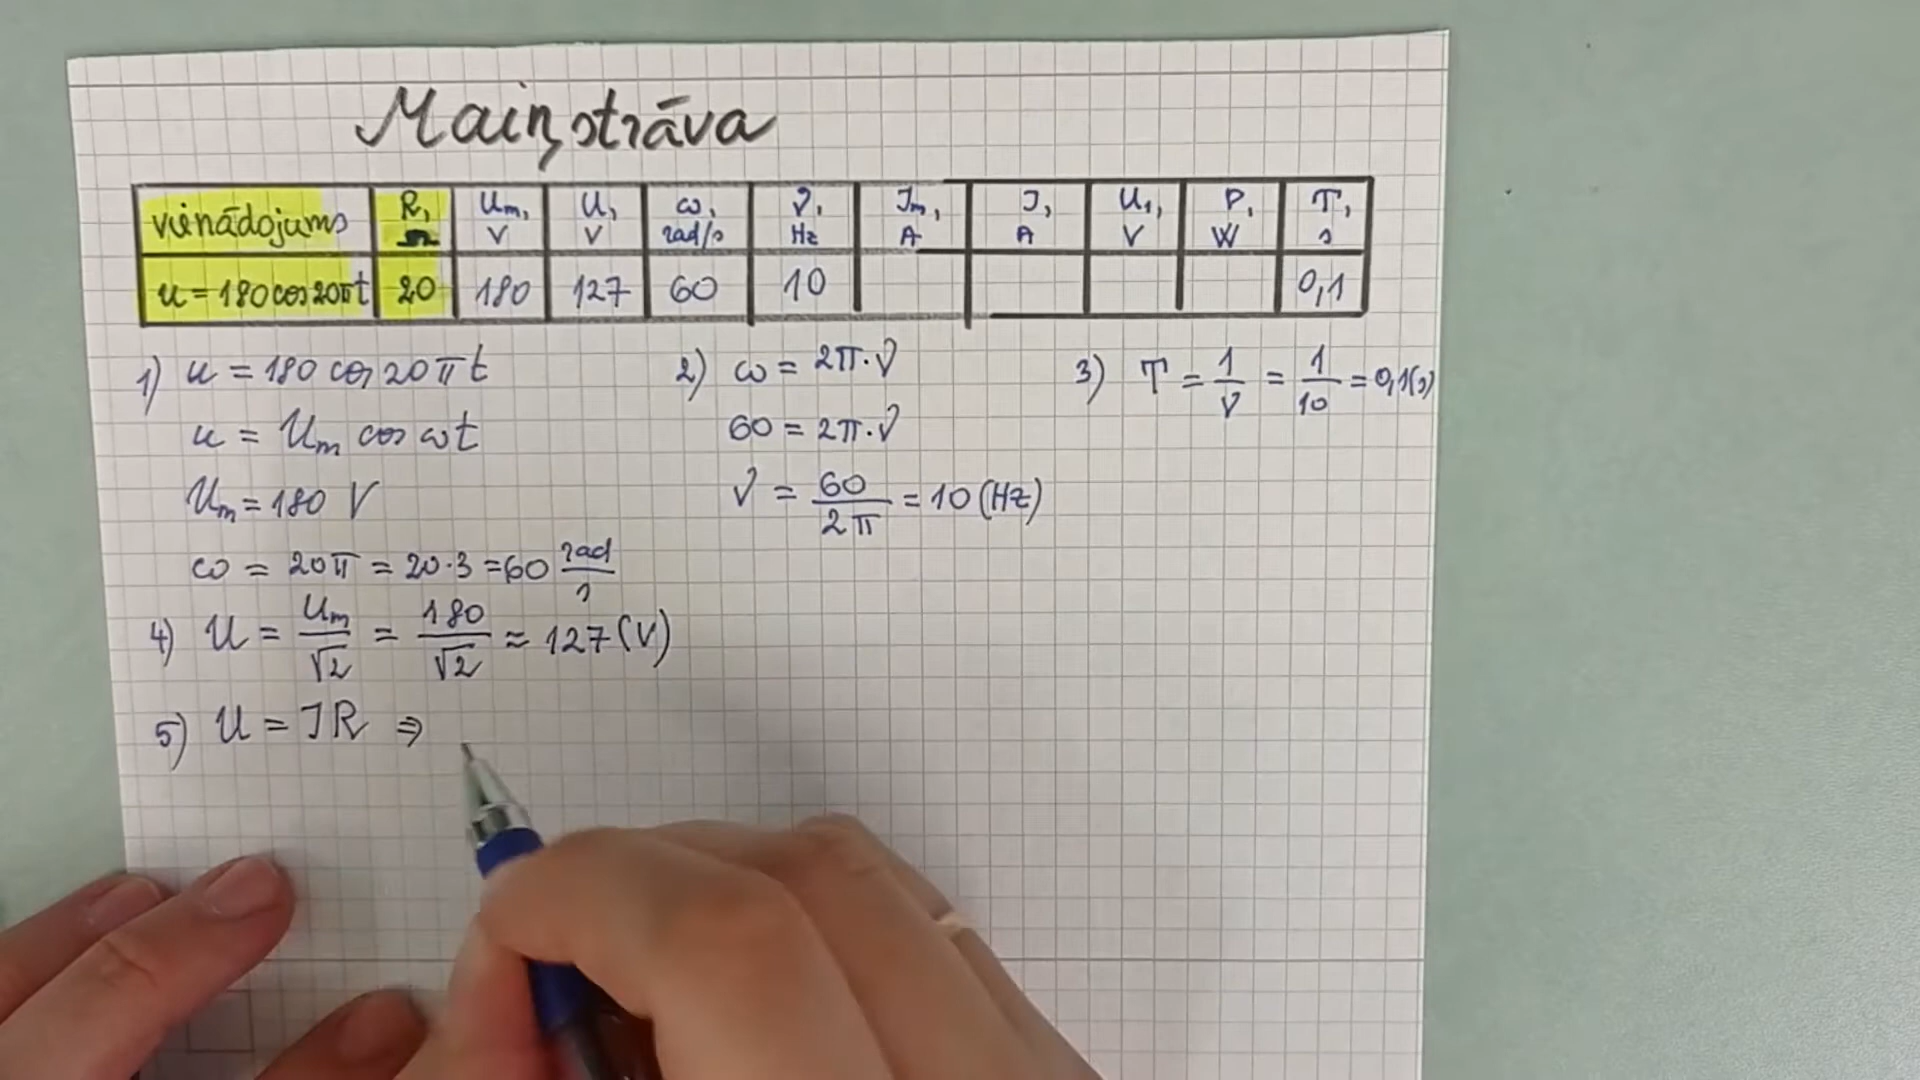 Maiņstrāva
vienādojums R, Ω Um, V U, V ω, rad/s ν, Hz Im, A I, A U1, V P, W T, s
u = 180 cos 20πt 20 180 127 60 10 0,1
1) u = 180 cos 20πt
u = Um cos ωt
Um = 180 V
ω = 20π = 20·3 = 60 rad/s
2) ω = 2π·ν
60 = 2π·ν
ν = 60/2π = 10 (Hz)
3) T = 1/ν = 1/10 = 0,1(s)
4) U = Um/√2 = 180/√2 ≈ 127 (V)
5) U = IR ⇒